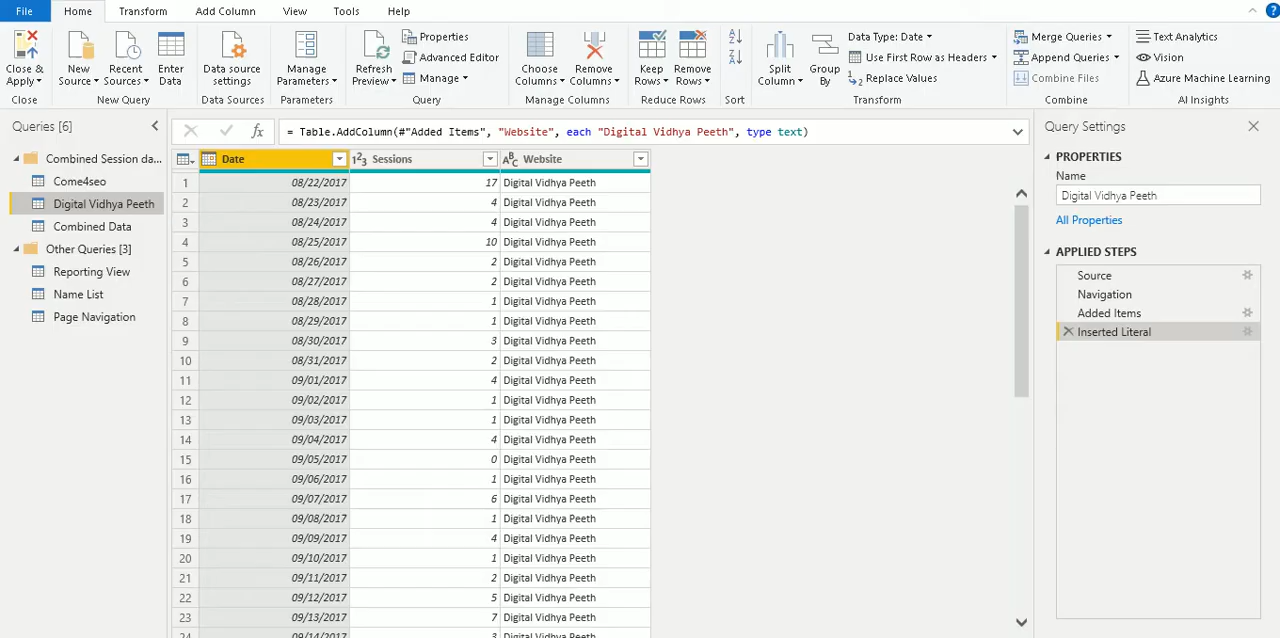 File Home Transform Add Column View Tools Help
Close & Apply New Source Recent Sources Enter Data Data source settings Manage Parameters Refresh Preview Properties Advanced Editor Manage Choose Columns Remove Columns Keep Rows Remove Rows Split Column Group By Data Type: Date Use First Row as Headers Replace Values Merge Queries Append Queries Combine Files Text Analytics Vision Azure Machine Learning
Close New Query Data Sources Parameters Query Manage Columns Reduce Rows Sort Transform Combine AI Insights
Queries [6]
Combined Session da...
Come4seo
Digital Vidhya Peeth
Combined Data
Other Queries [3]
Reporting View
Name List
Page Navigation
= Table.AddColumn(#"Added Items", "Website", each "Digital Vidhya Peeth", type text)
Date 1²3 Sessions ABC Website
1 08/22/2017 17 Digital Vidhya Peeth
2 08/23/2017 4 Digital Vidhya Peeth
3 08/24/2017 4 Digital Vidhya Peeth
4 08/25/2017 10 Digital Vidhya Peeth
5 08/26/2017 2 Digital Vidhya Peeth
6 08/27/2017 2 Digital Vidhya Peeth
7 08/28/2017 1 Digital Vidhya Peeth
8 08/29/2017 1 Digital Vidhya Peeth
9 08/30/2017 3 Digital Vidhya Peeth
10 08/31/2017 2 Digital Vidhya Peeth
11 09/01/2017 4 Digital Vidhya Peeth
12 09/02/2017 1 Digital Vidhya Peeth
13 09/03/2017 1 Digital Vidhya Peeth
14 09/04/2017 4 Digital Vidhya Peeth
15 09/05/2017 0 Digital Vidhya Peeth
16 09/06/2017 1 Digital Vidhya Peeth
17 09/07/2017 6 Digital Vidhya Peeth
18 09/08/2017 1 Digital Vidhya Peeth
19 09/09/2017 4 Digital Vidhya Peeth
20 09/10/2017 1 Digital Vidhya Peeth
21 09/11/2017 2 Digital Vidhya Peeth
22 09/12/2017 5 Digital Vidhya Peeth
23 09/13/2017 7 Digital Vidhya Peeth
24 09/14/2017 3 Digital Vidhya Peeth
Query Settings
PROPERTIES
Name
Digital Vidhya Peeth
All Properties
APPLIED STEPS
Source
Navigation
Added Items
Inserted Literal